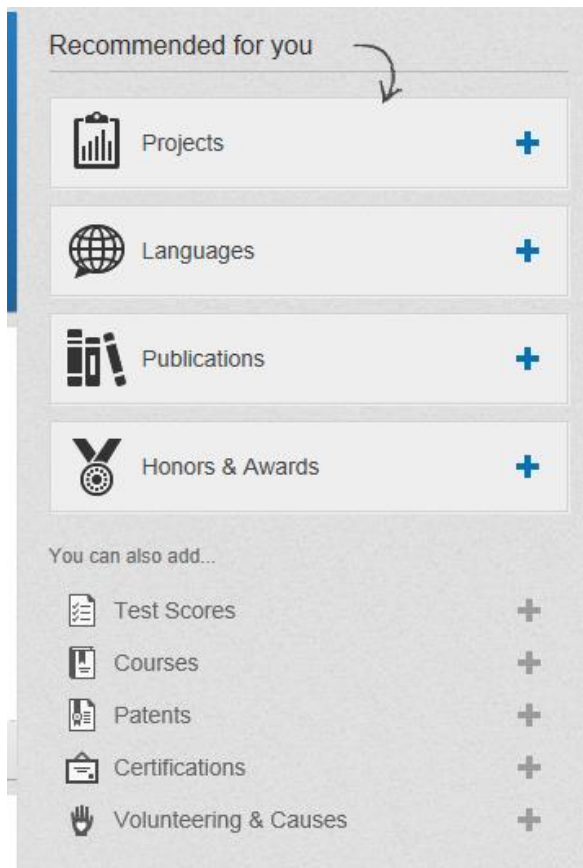 Recommended for you
Projects
Languages
Publications
Honors & Awards
You can also add...
Test Scores
Courses
Patents
Certifications
Volunteering & Causes